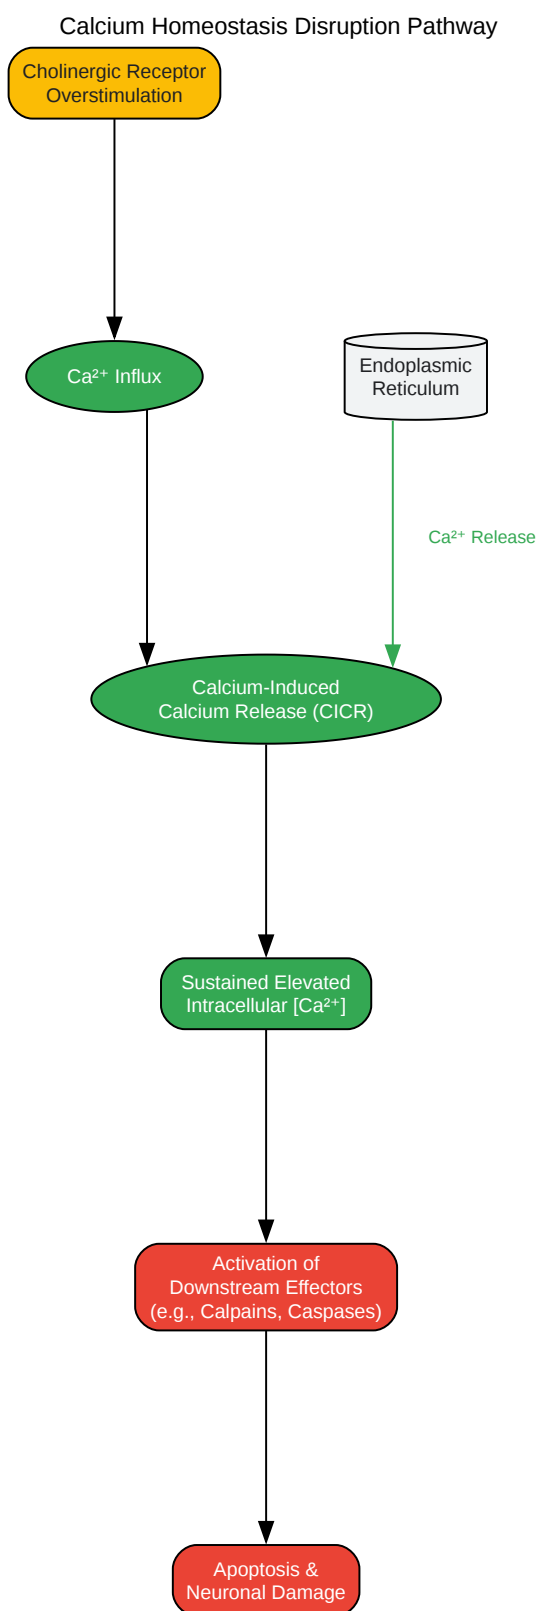 Calcium Homeostasis Disruption Pathway
Cholinergic Receptor
Overstimulation
Ca²⁺ Influx
Endoplasmic
Reticulum
Ca²⁺ Release
Calcium-Induced
Calcium Release (CICR)
Sustained Elevated
Intracellular [Ca²⁺]
Activation of
Downstream Effectors
(e.g., Calpains, Caspases)
Apoptosis &
Neuronal Damage